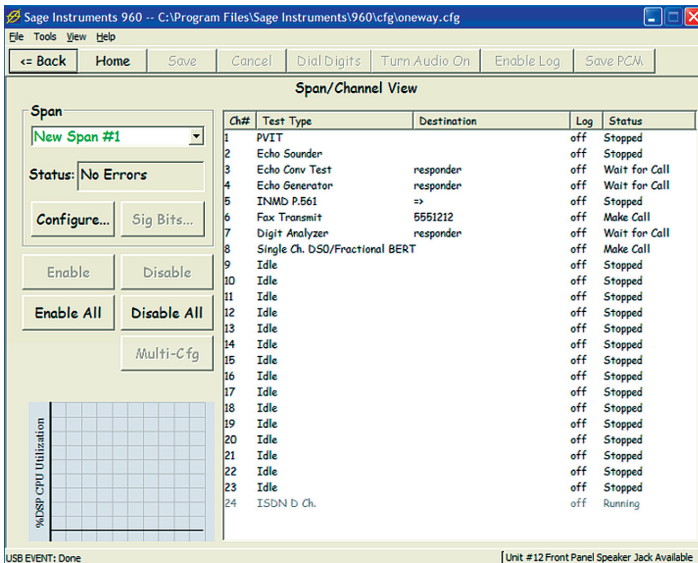 Sage Instruments 960 -- C:\Program Files\Sage Instruments\960\cfg\oneway.cfg
File Tools View Help
<= Back Home Save Cancel Dial Digits Turn Audio On Enable Log Save PCM
Span/Channel View
Span
New Span #1
Status: No Errors
Configure... Sig Bits...
Enable Disable
Enable All Disable All
Multi-Cfg
%DSP CPU Utilization
Ch# Test Type Destination Log Status
1 PVIT off Stopped
2 Echo Sounder off Stopped
3 Echo Conv Test responder off Wait for Call
4 Echo Generator responder off Wait for Call
5 INMD P.561 => off Stopped
6 Fax Transmit 5551212 off Make Call
7 Digit Analyzer responder off Wait for Call
8 Single Ch. DS0/Fractional BERT off Make Call
9 Idle off Stopped
10 Idle off Stopped
11 Idle off Stopped
12 Idle off Stopped
13 Idle off Stopped
14 Idle off Stopped
15 Idle off Stopped
16 Idle off Stopped
17 Idle off Stopped
18 Idle off Stopped
19 Idle off Stopped
20 Idle off Stopped
21 Idle off Stopped
22 Idle off Stopped
23 Idle off Stopped
24 ISDN D Ch. off Running
USB EVENT: Done Unit #12 Front Panel Speaker Jack Available